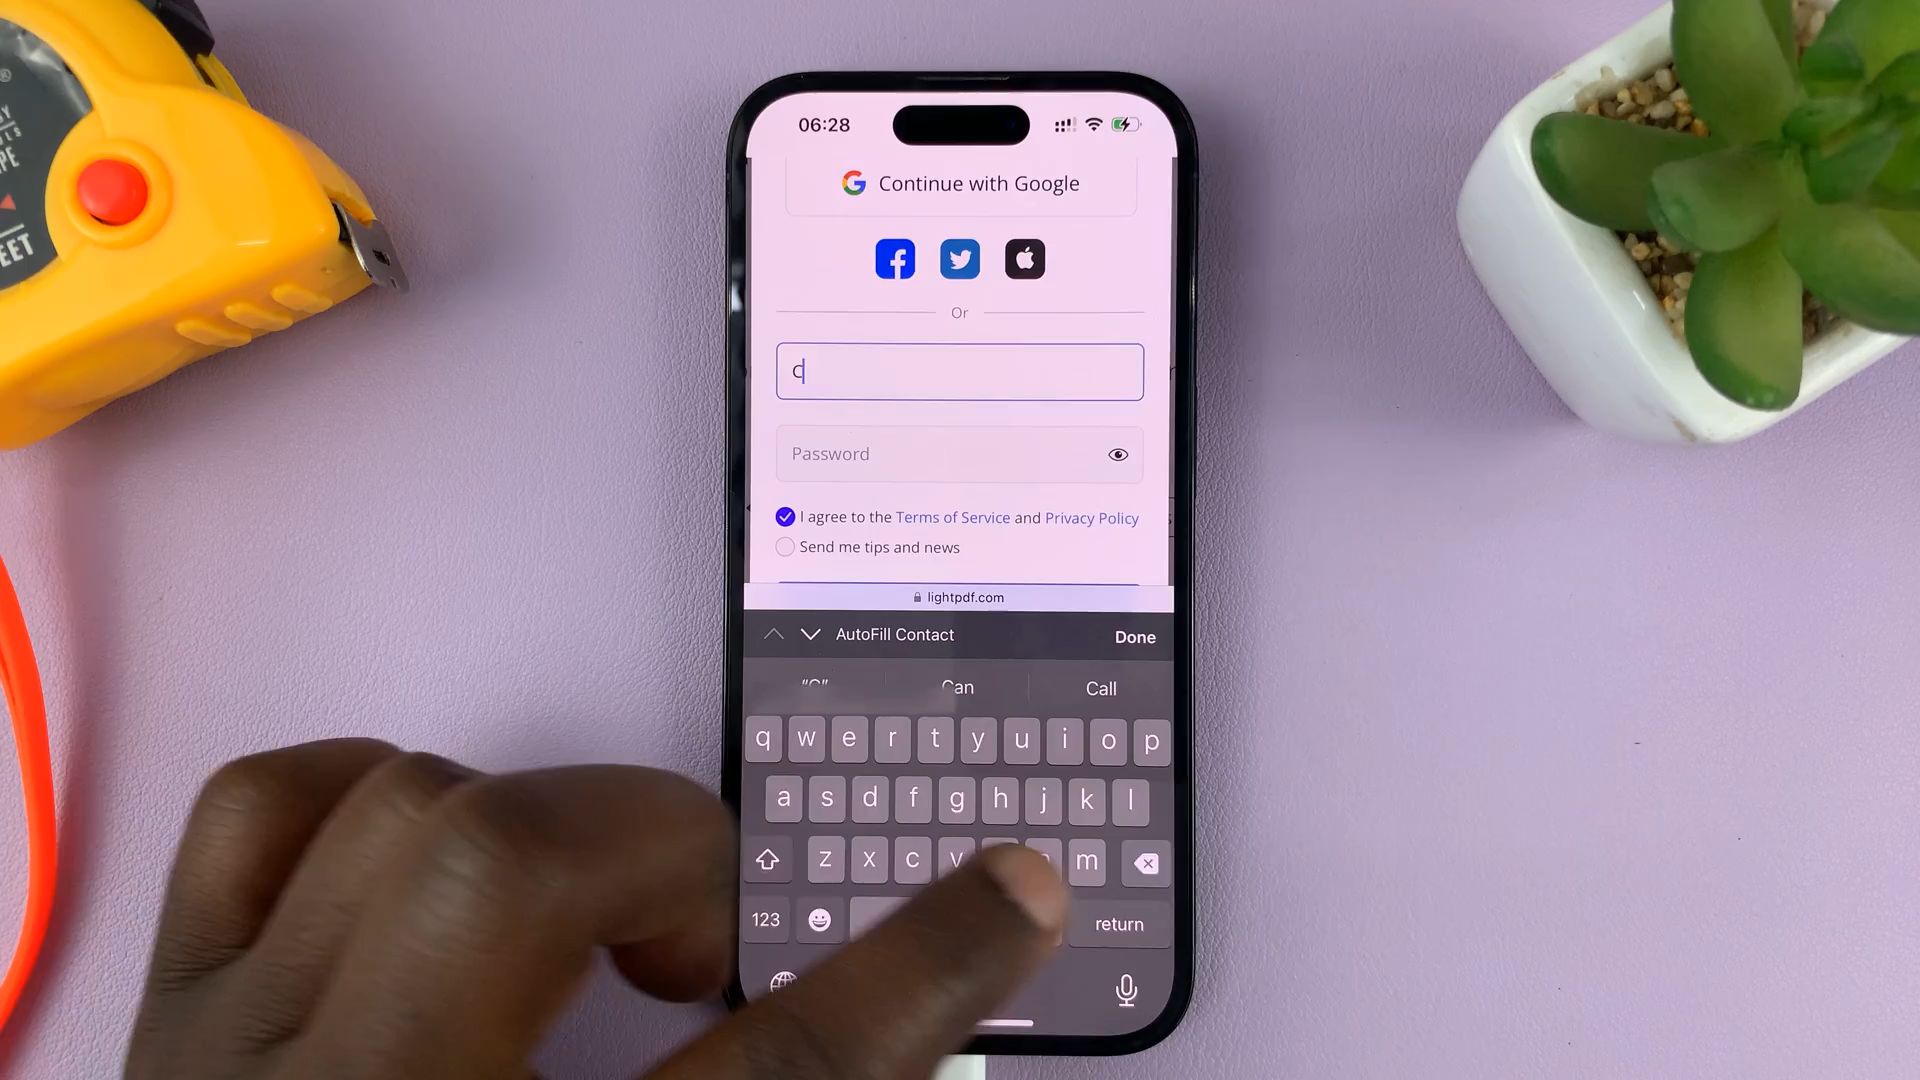 06:28
Continue with Google
Or
C
Password
I agree to the Terms of Service and Privacy Policy
Send me tips and news
lightpdf.com
AutoFill Contact
Done
Can
Call
q w e r t y u i o p
a s d f g h j k l
z x c v m
123
return
EET